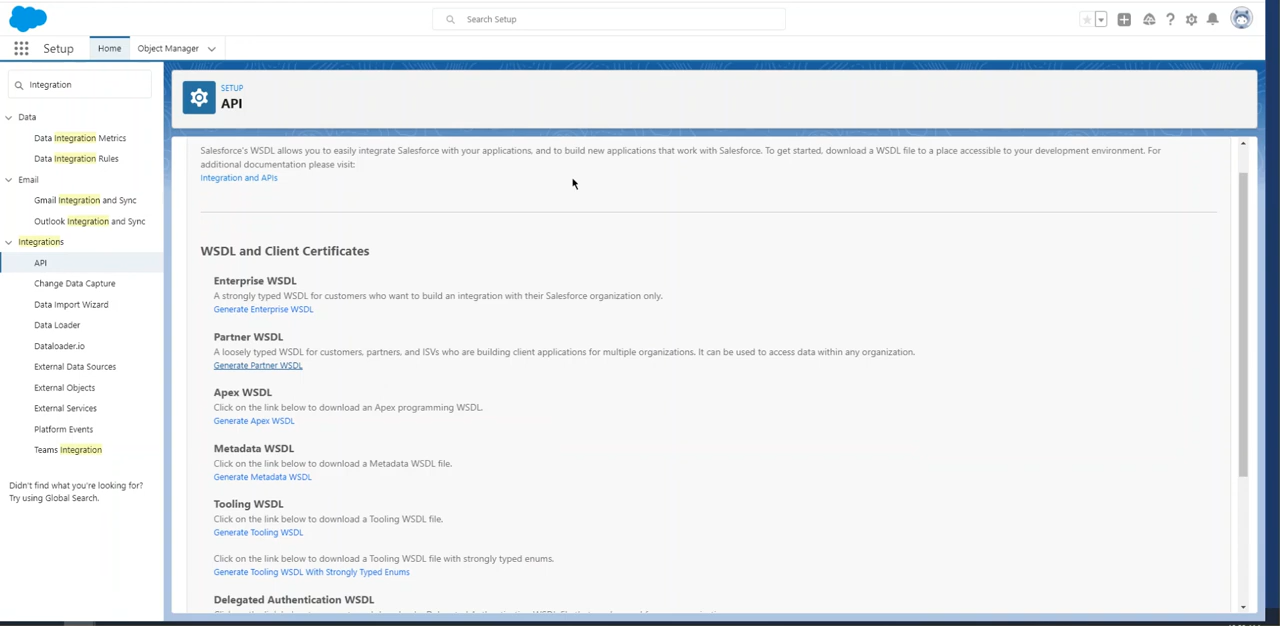 Search Setup
Setup
Home
Object Manager
Integration
Data
Data Integration Metrics
Data Integration Rules
Email
Gmail Integration and Sync
Outlook Integration and Sync
Integrations
API
Change Data Capture
Data Import Wizard
Data Loader
Dataloader.io
External Data Sources
External Objects
External Services
Platform Events
Teams Integration
Didn't find what you're looking for?
Try using Global Search.
SETUP
API
Salesforce's WSDL allows you to easily integrate Salesforce with your applications, and to build new applications that work with Salesforce. To get started, download a WSDL file to a place accessible to your development environment. For
additional documentation please visit:
Integration and APIs
WSDL and Client Certificates
Enterprise WSDL
A strongly typed WSDL for customers who want to build an integration with their Salesforce organization only.
Generate Enterprise WSDL
Partner WSDL
A loosely typed WSDL for customers, partners, and ISVs who are building client applications for multiple organizations. It can be used to access data within any organization.
Generate Partner WSDL
Apex WSDL
Click on the link below to download an Apex programming WSDL.
Generate Apex WSDL
Metadata WSDL
Click on the link below to download a Metadata WSDL file.
Generate Metadata WSDL
Tooling WSDL
Click on the link below to download a Tooling WSDL file.
Generate Tooling WSDL
Click on the link below to download a Tooling WSDL file with strongly typed enums.
Generate Tooling WSDL With Strongly Typed Enums
Delegated Authentication WSDL